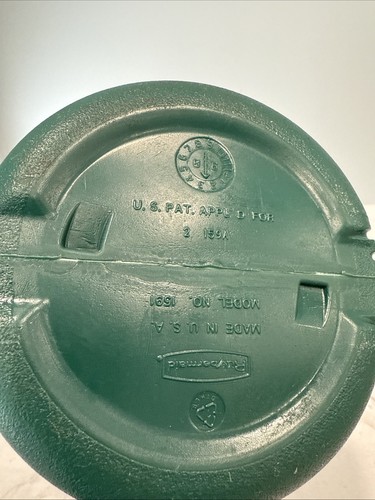 U. S. PAT. APPL'D FOR
MODEL NO. 1591
MADE IN U. S. A.
Rubbermaid